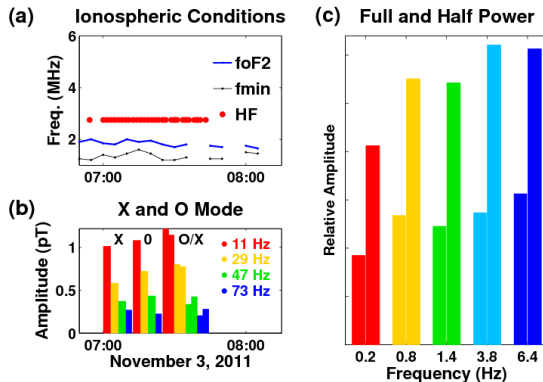 (a)
Ionospheric Conditions
Freq. (MHz)
6
4
2
foF2
fmin
HF
07:00
08:00
(b)
X and O Mode
Amplitude (pT)
1
0.5
0
X
0
O/X
11 Hz
29 Hz
47 Hz
73 Hz
07:00
08:00
November 3, 2011
(c)
Full and Half Power
Relative Amplitude
0.2
0.8
1.4
3.8
6.4
Frequency (Hz)